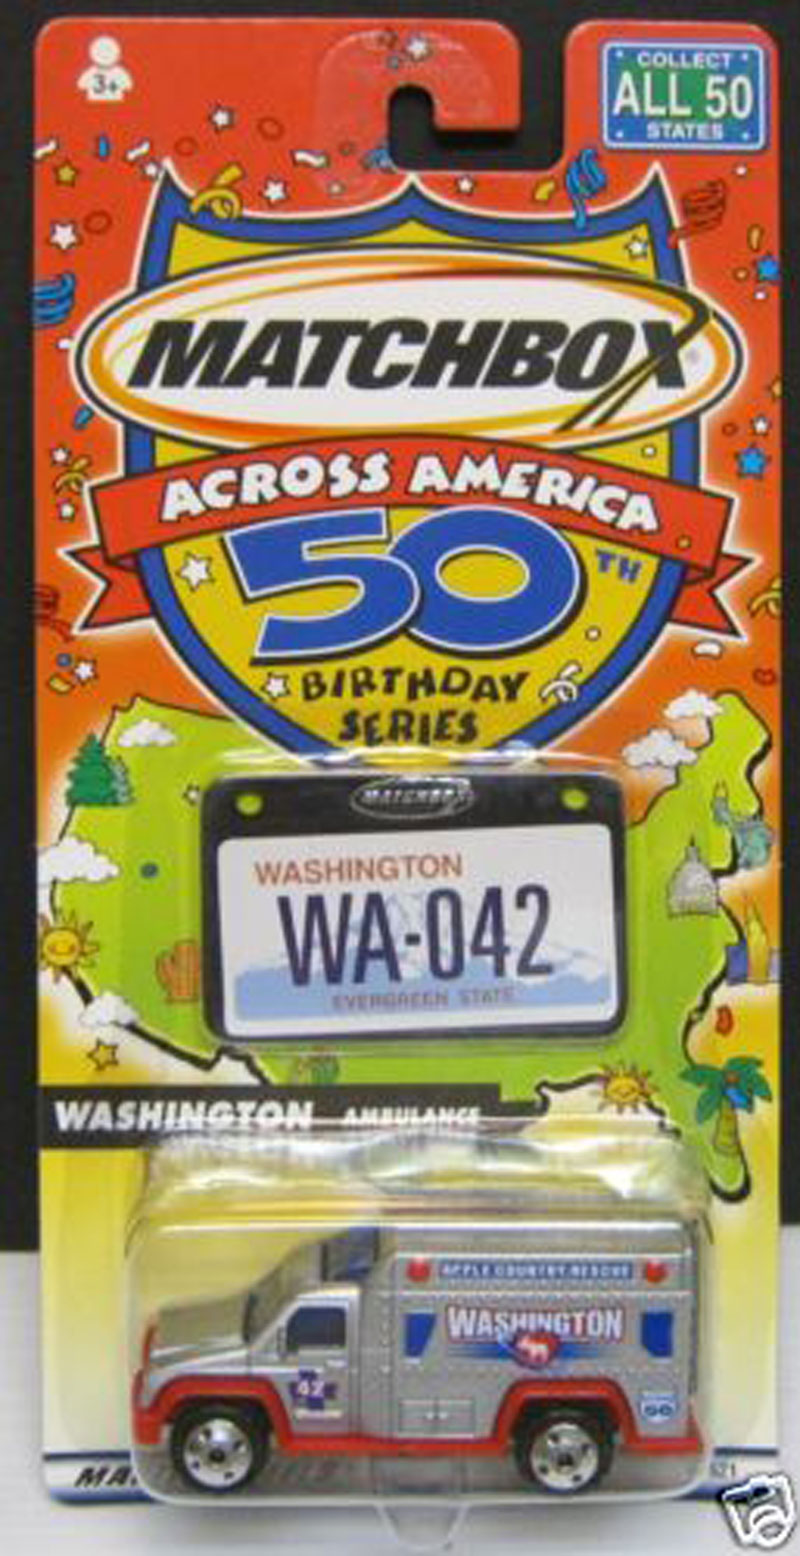 3+
COLLECT
ALL 50
STATES
MATCHBOX
ACROSS AMERICA
50TH
BIRTHDAY
SERIES
MATCHBOX
WASHINGTON
WA-042
EVERGREEN STATE
WASHINGTON AMBULANCE
APPLE COUNTRY RESCUE
WASHINGTON
42
50